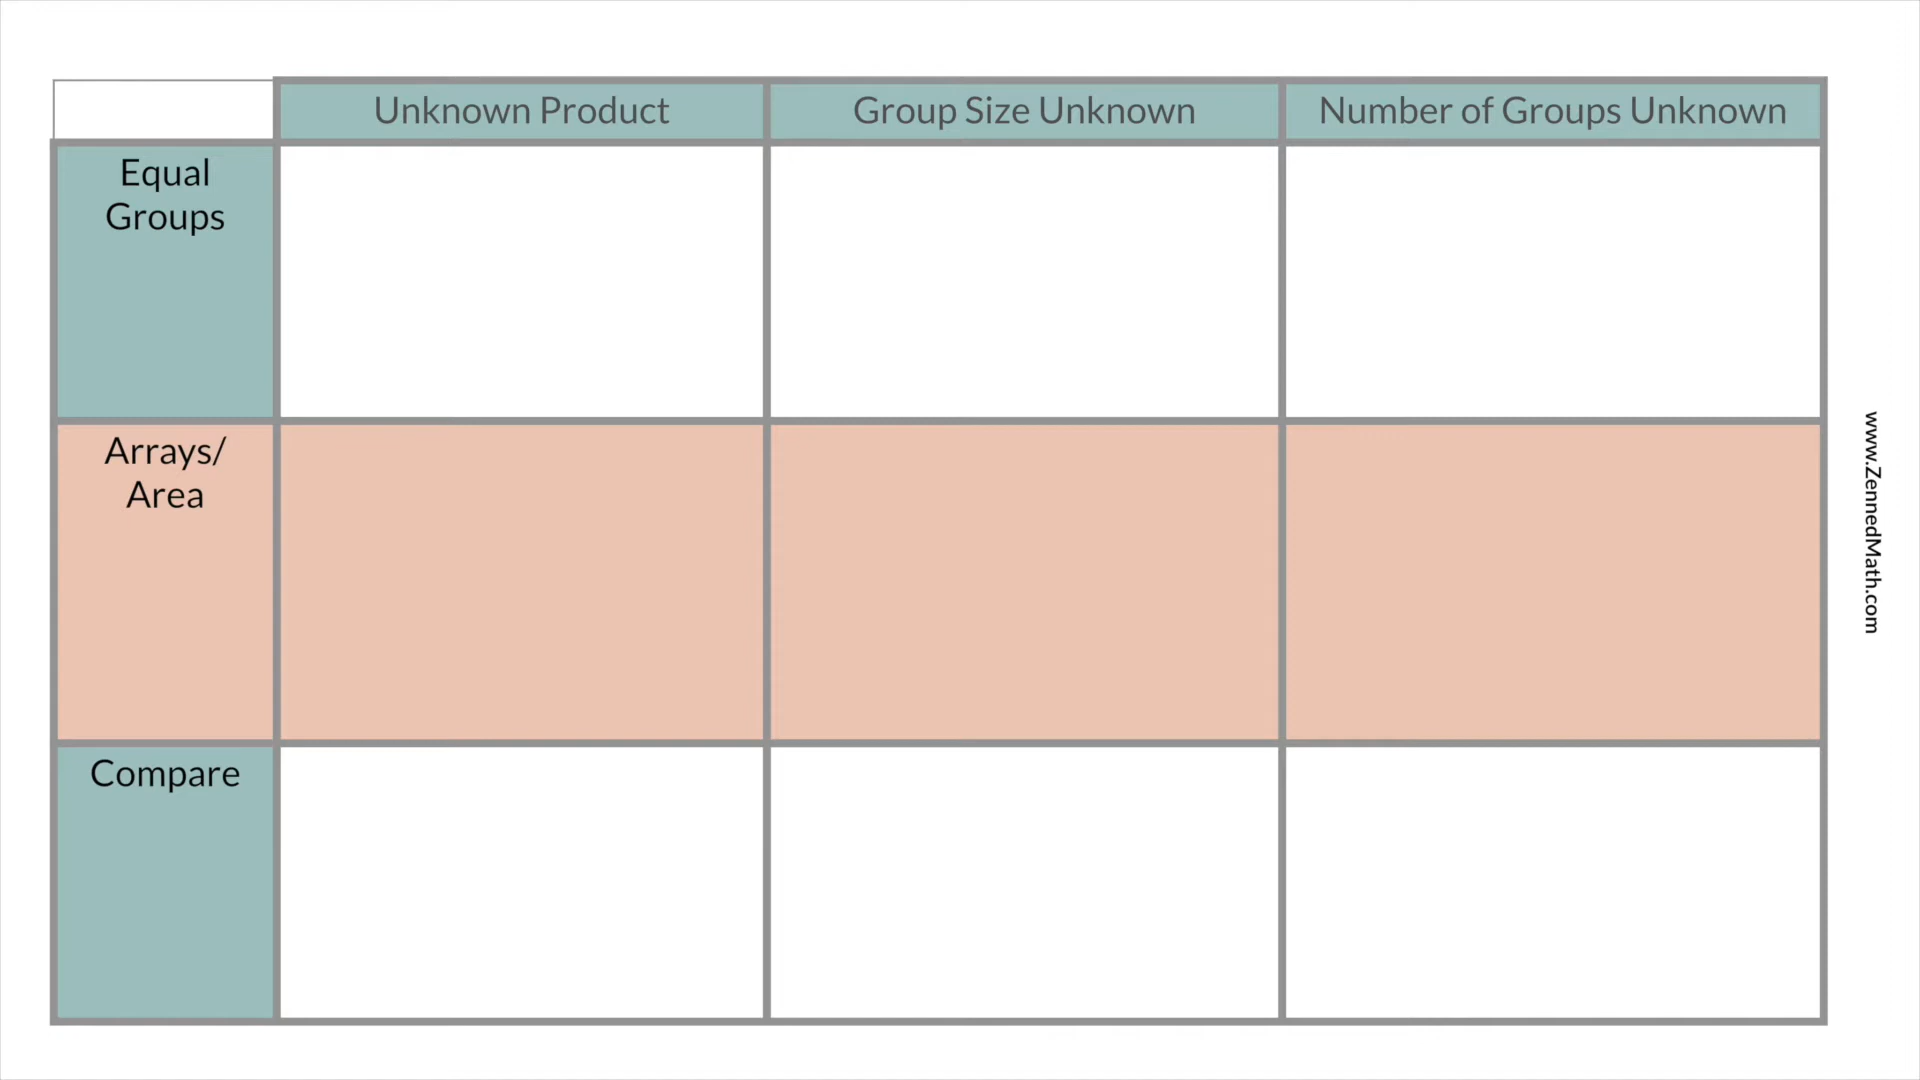 Unknown Product
Group Size Unknown
Number of Groups Unknown
Equal
Groups
Arrays/
Area
Compare
www.ZennedMath.com